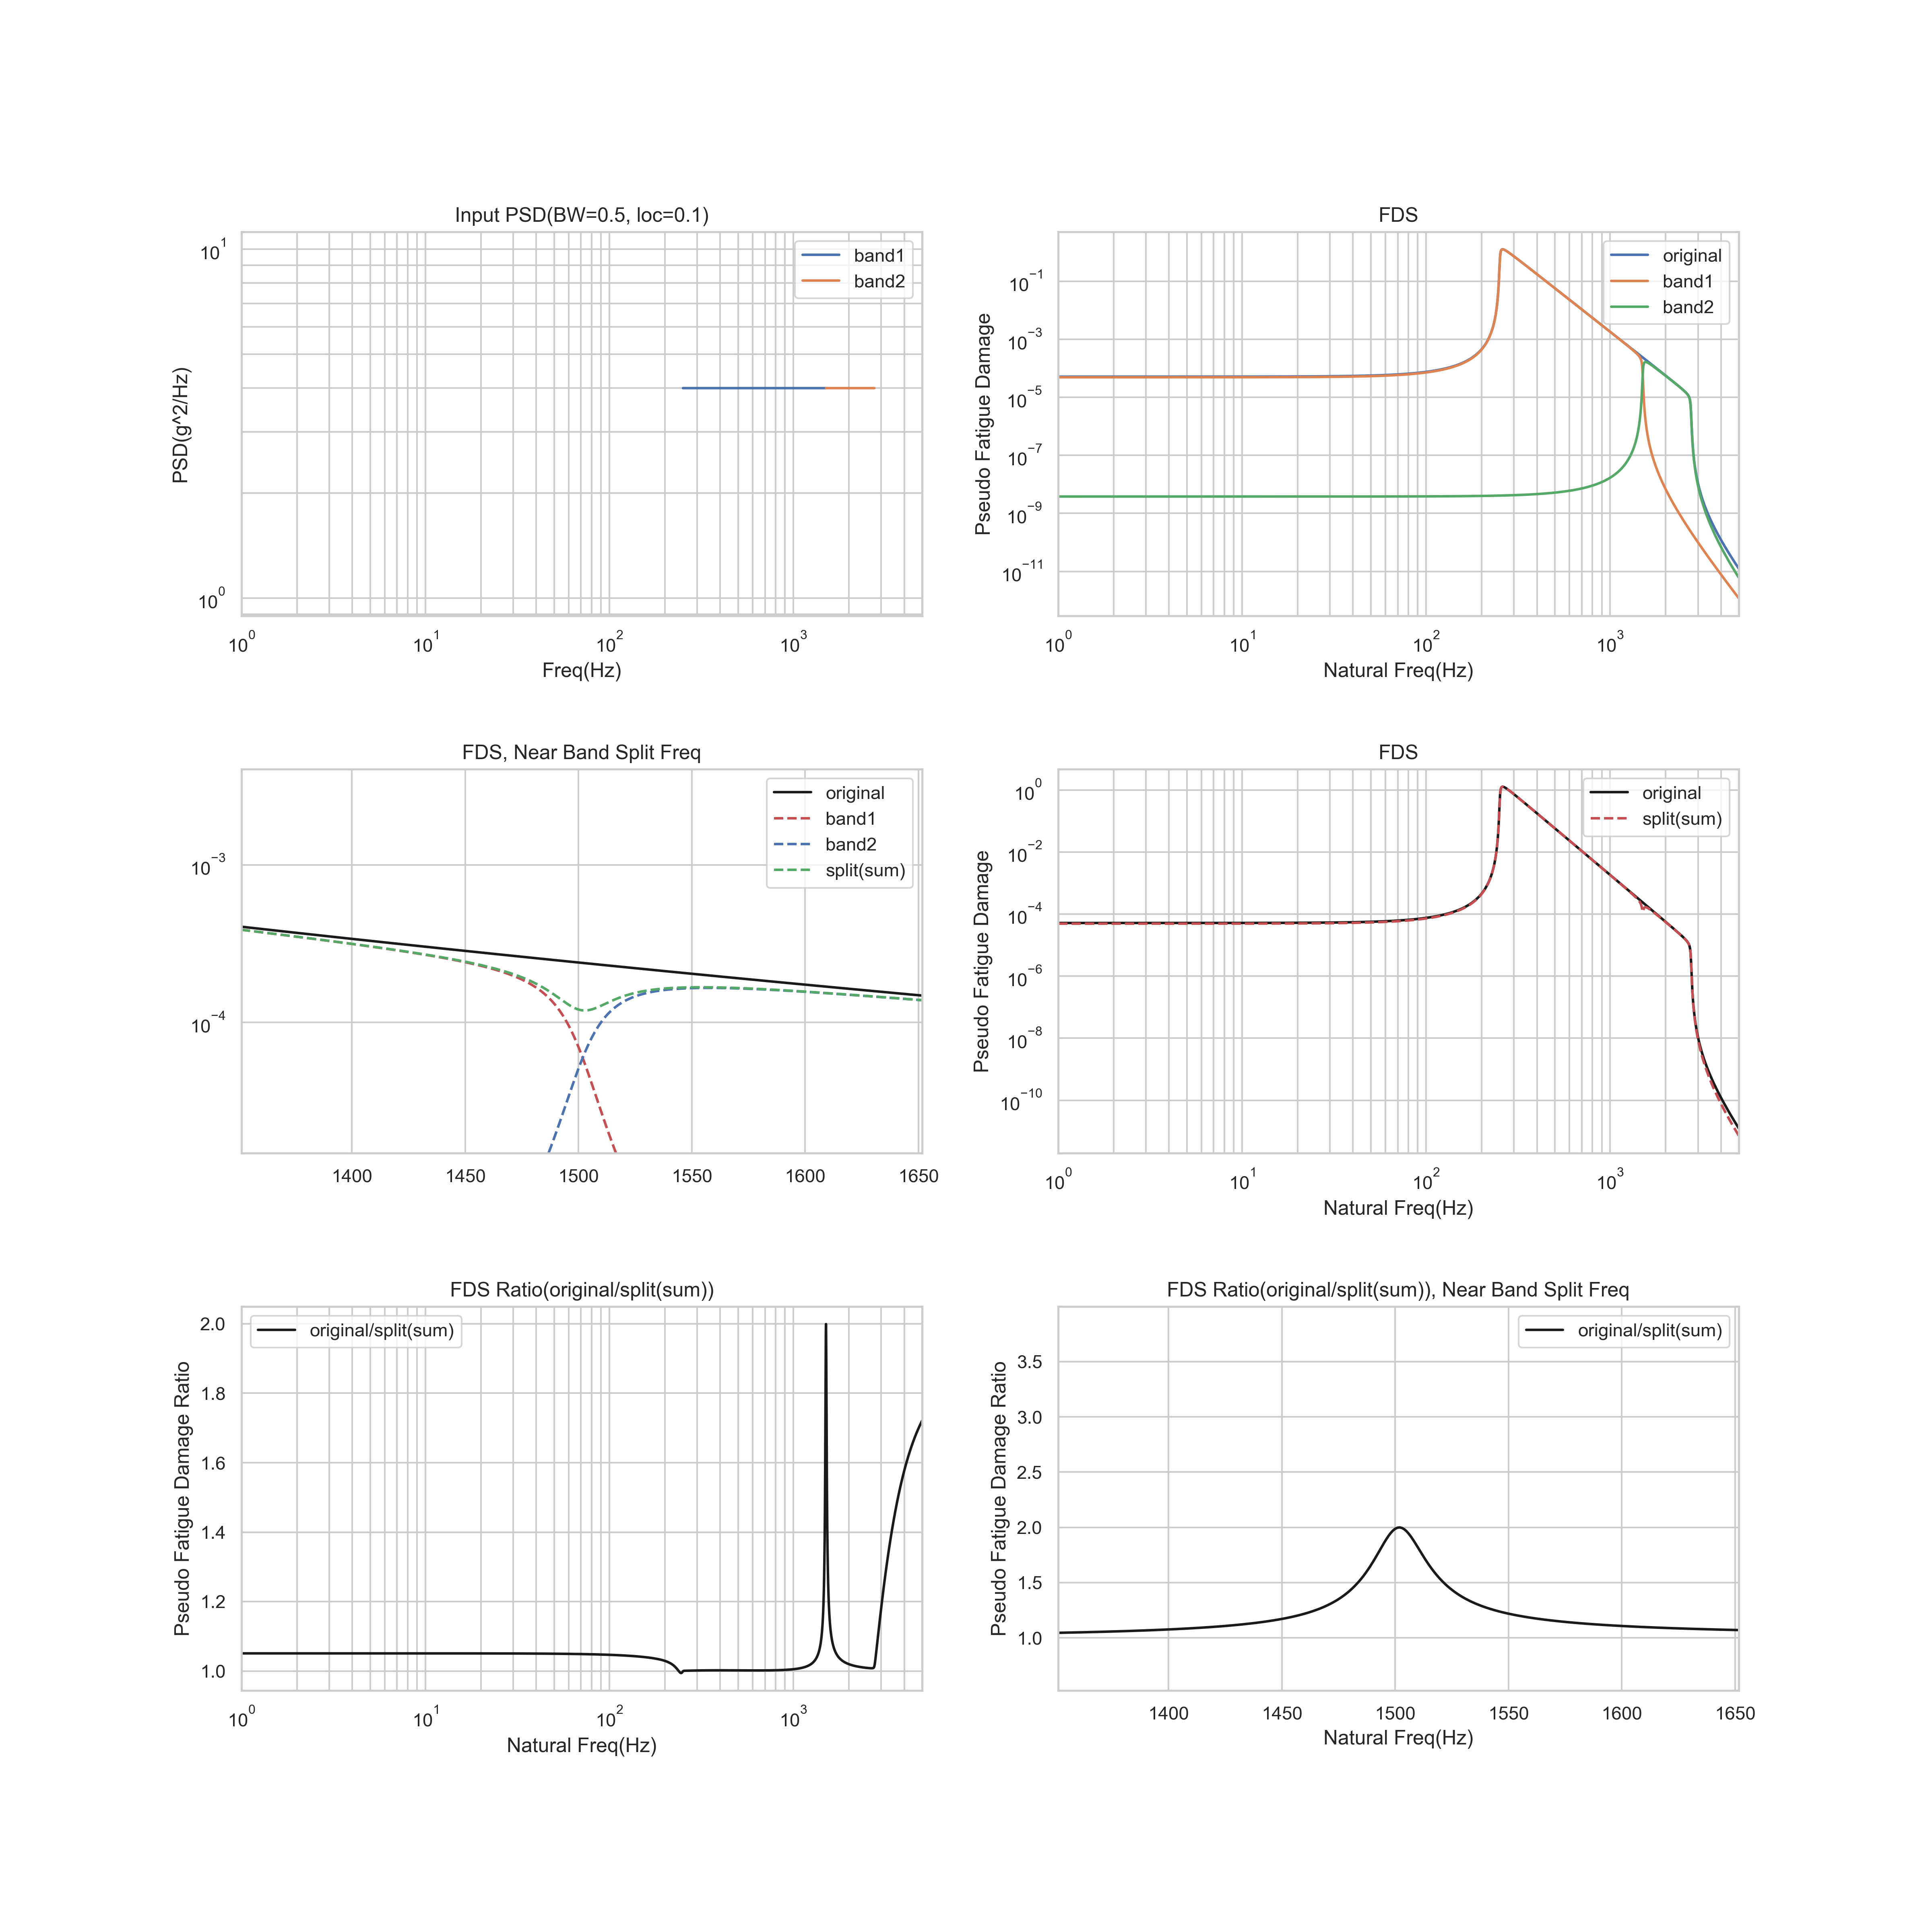 Input PSD(BW=0.5, loc=0.1)
PSD(g^2/Hz)
10^1
10^0
band1
band2
10^0 10^1 10^2 10^3
Freq(Hz)
FDS
Pseudo Fatigue Damage
10^−1
10^−3
10^−5
10^−7
10^−9
10^−11
original
band1
band2
10^0 10^1 10^2 10^3
Natural Freq(Hz)
FDS, Near Band Split Freq
10^−3
10^−4
original
band1
band2
split(sum)
1400 1450 1500 1550 1600 1650
FDS
Pseudo Fatigue Damage
10^0
10^−2
10^−4
10^−6
10^−8
10^−10
original
split(sum)
10^0 10^1 10^2 10^3
Natural Freq(Hz)
FDS Ratio(original/split(sum))
Pseudo Fatigue Damage Ratio
2.0
1.8
1.6
1.4
1.2
1.0
original/split(sum)
10^0 10^1 10^2 10^3
Natural Freq(Hz)
FDS Ratio(original/split(sum)), Near Band Split Freq
Pseudo Fatigue Damage Ratio
3.5
3.0
2.5
2.0
1.5
1.0
original/split(sum)
1400 1450 1500 1550 1600 1650
Natural Freq(Hz)